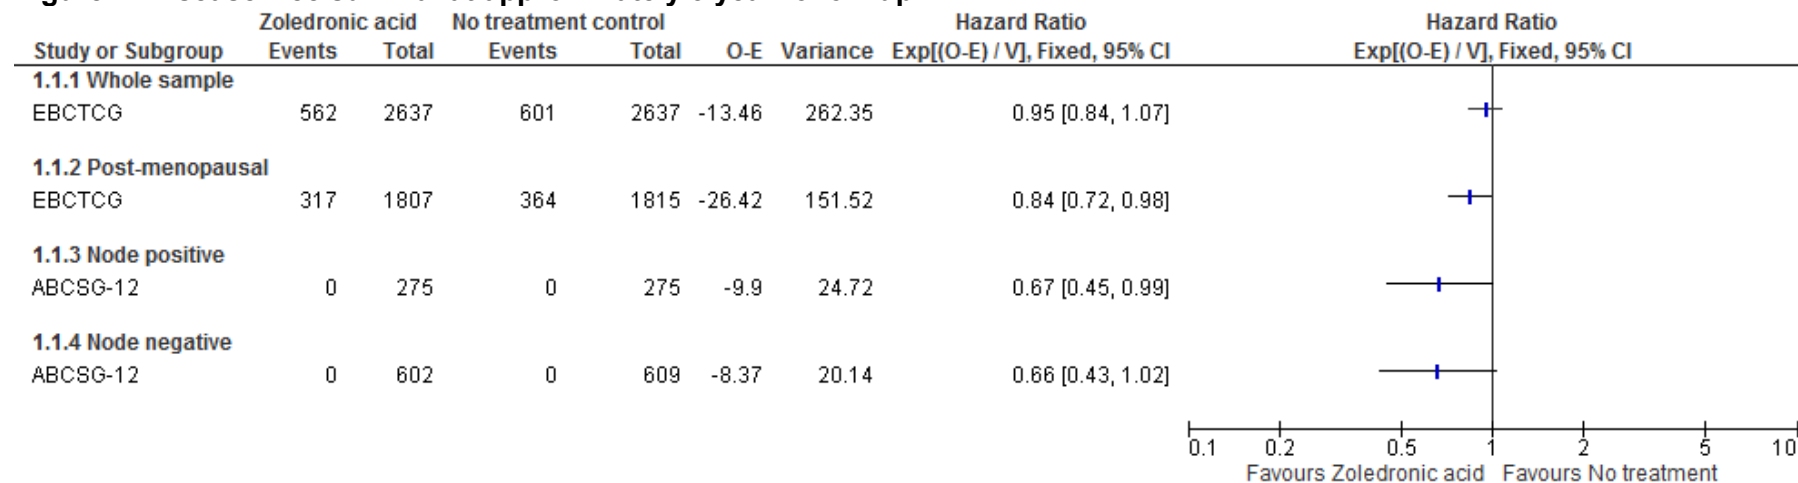 Zoledronic acid No treatment control Hazard Ratio Hazard Ratio
Study or Subgroup Events Total Events Total O-E Variance Exp[(O-E) / V], Fixed, 95% CI Exp[(O-E) / V], Fixed, 95% CI
1.1.1 Whole sample
EBCTCG 562 2637 601 2637 -13.46 262.35 0.95 [0.84, 1.07]
1.1.2 Post-menopausal
EBCTCG 317 1807 364 1815 -26.42 151.52 0.84 [0.72, 0.98]
1.1.3 Node positive
ABCSG-12 0 275 0 275 -9.9 24.72 0.67 [0.45, 0.99]
1.1.4 Node negative
ABCSG-12 0 602 0 609 -8.37 20.14 0.66 [0.43, 1.02]
0.1 0.2 0.5 1 2 5 10
Favours Zoledronic acid Favours No treatment